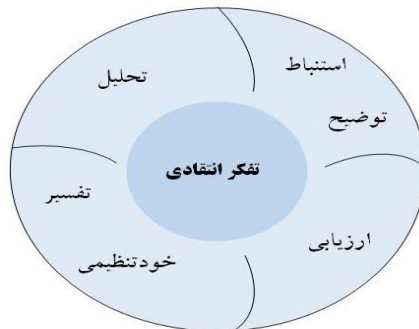 استنباط
توضیح
تحلیل
تفکر انتقادی
تفسیر
خودتنظیمی
ارزیابی